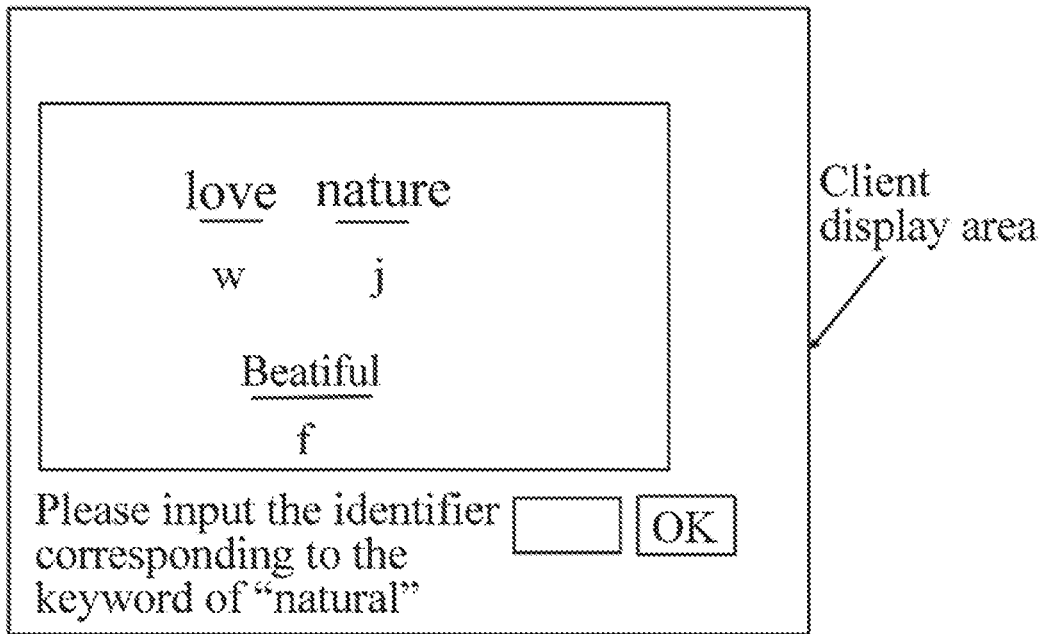 love nature
w j
Beatiful
f
Please input the identifier
corresponding to the
keyword of “natural”
OK
Client
display area